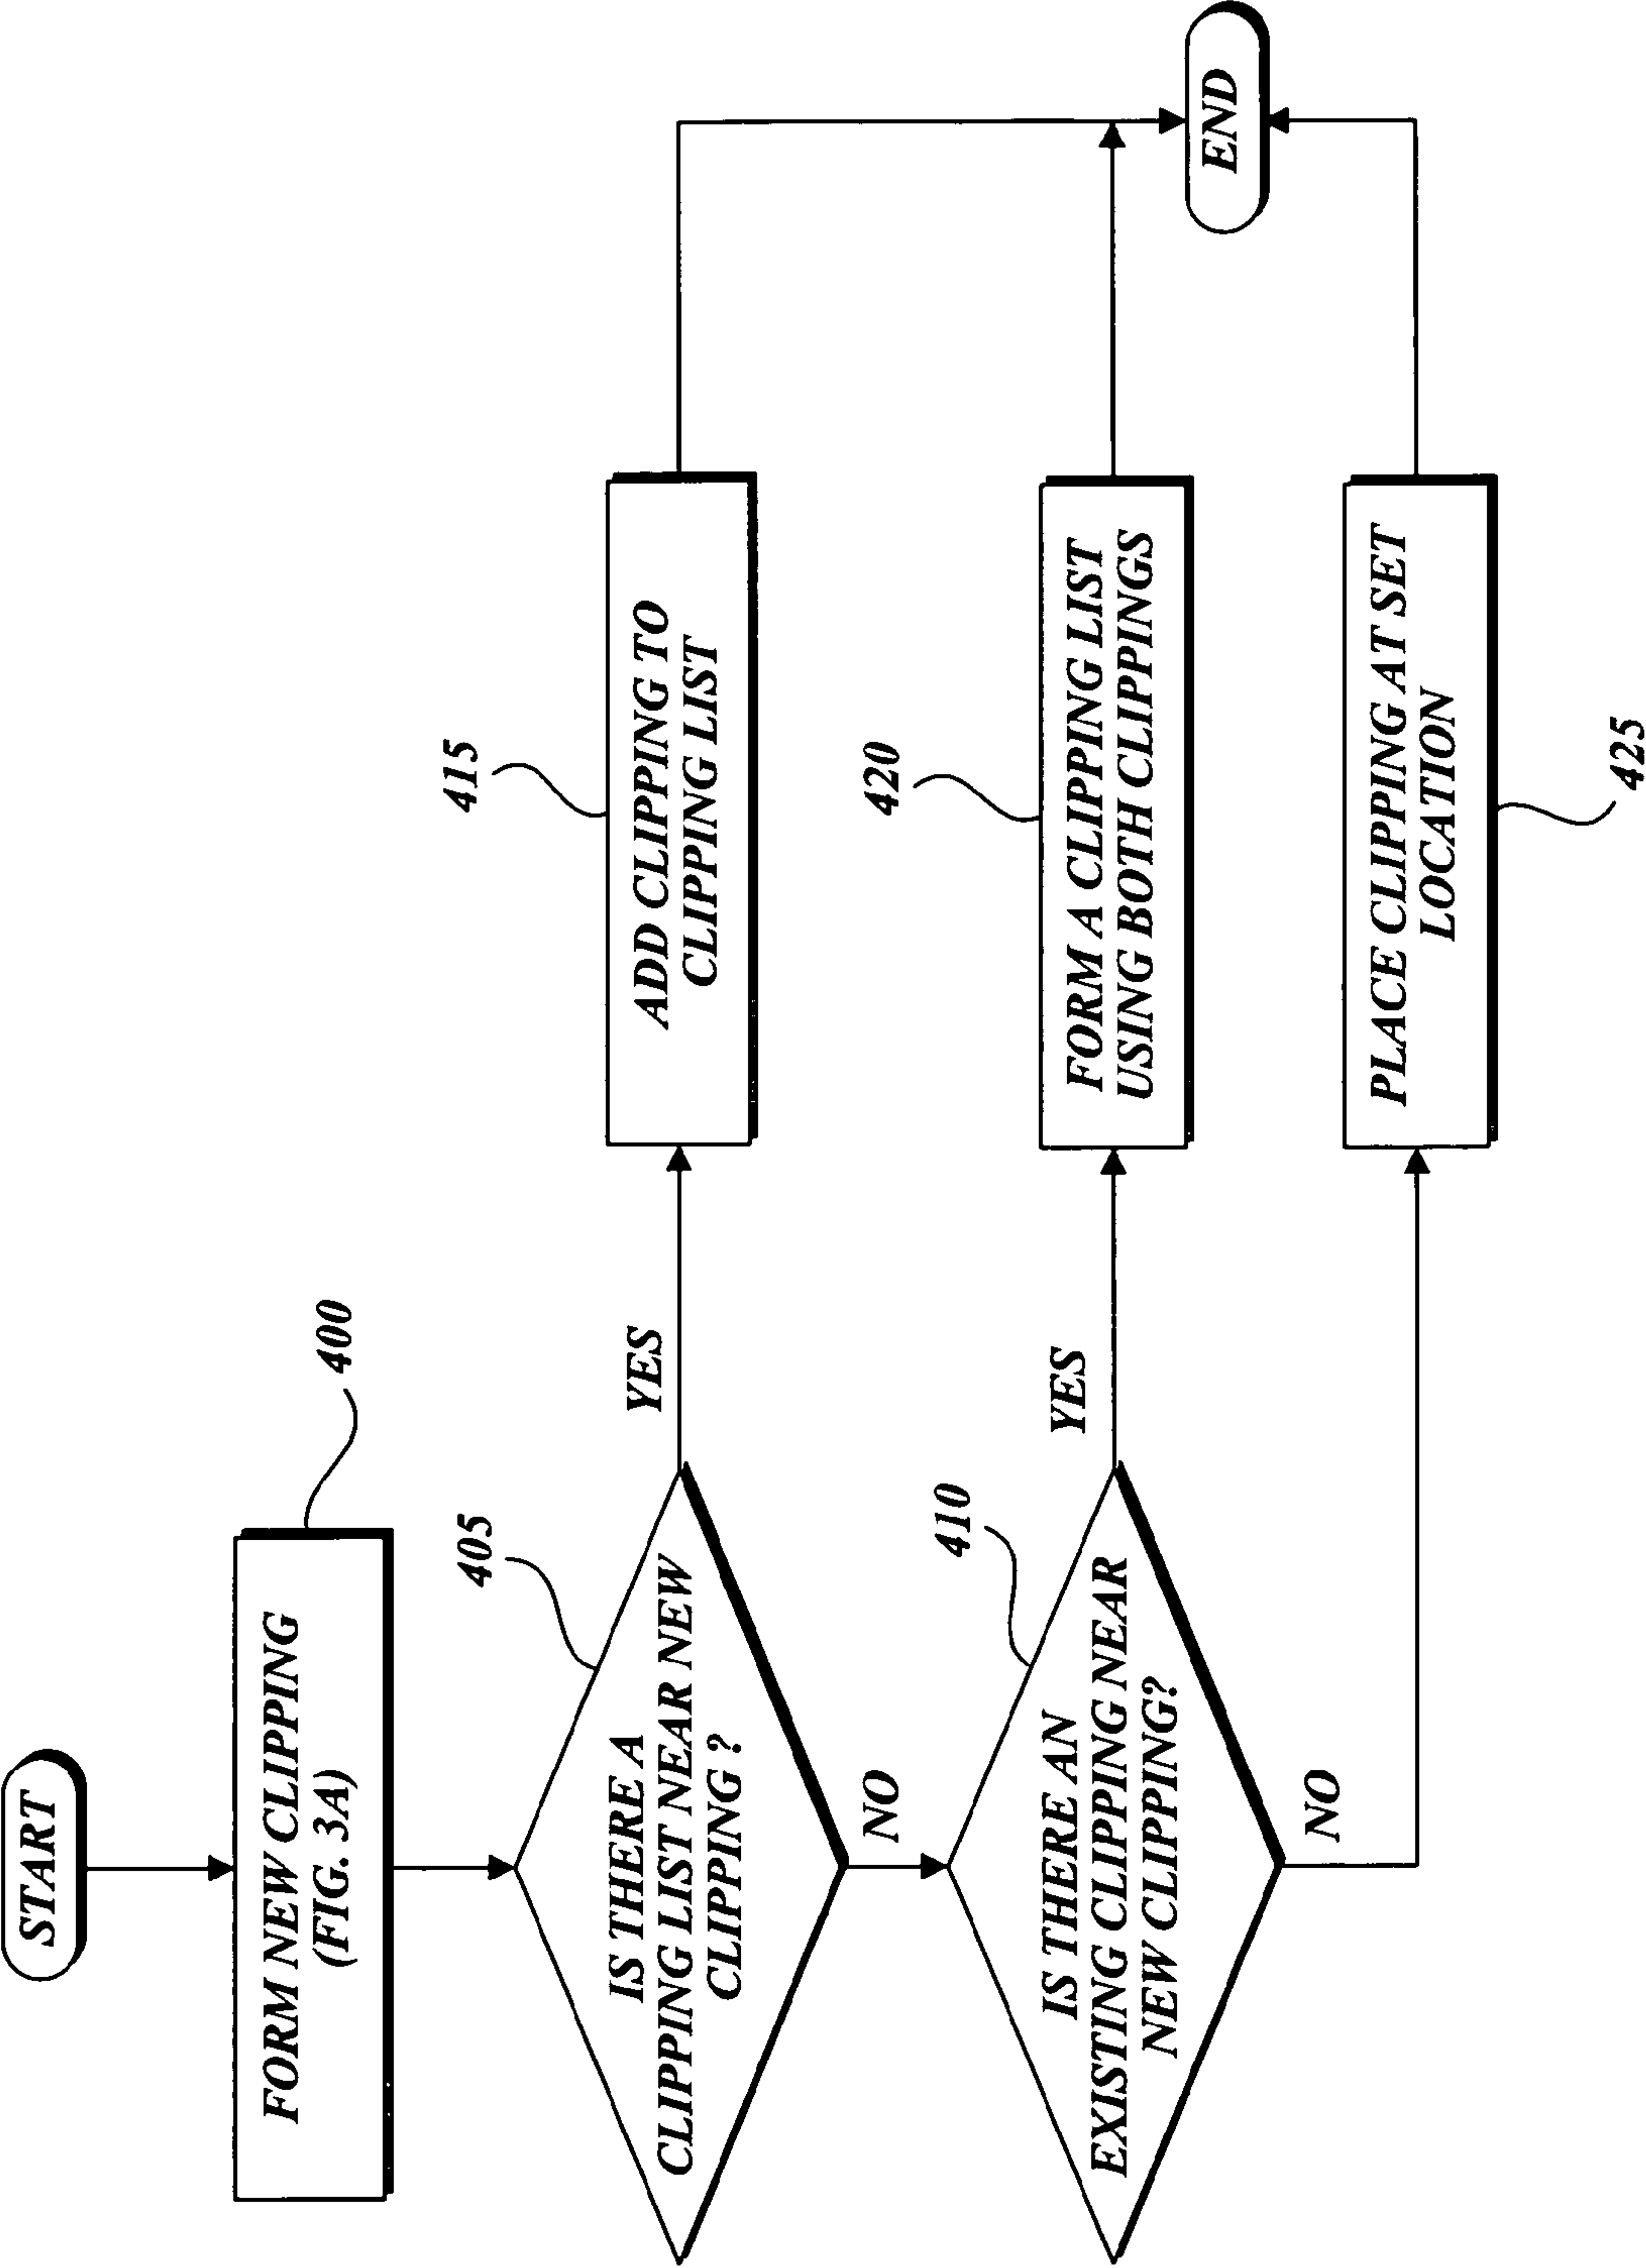 START
FORM NEW CLIPPING
(FIG. 3A)
400
IS THERE A
CLIPPING LIST NEAR NEW
CLIPPING?
405
YES
ADD CLIPPING TO
CLIPPING LIST
415
NO
IS THERE AN
EXISTING CLIPPING NEAR
NEW CLIPPING?
410
YES
FORM A CLIPPING LIST
USING BOTH CLIPPINGS
420
NO
PLACE CLIPPING AT SET
LOCATION
425
END